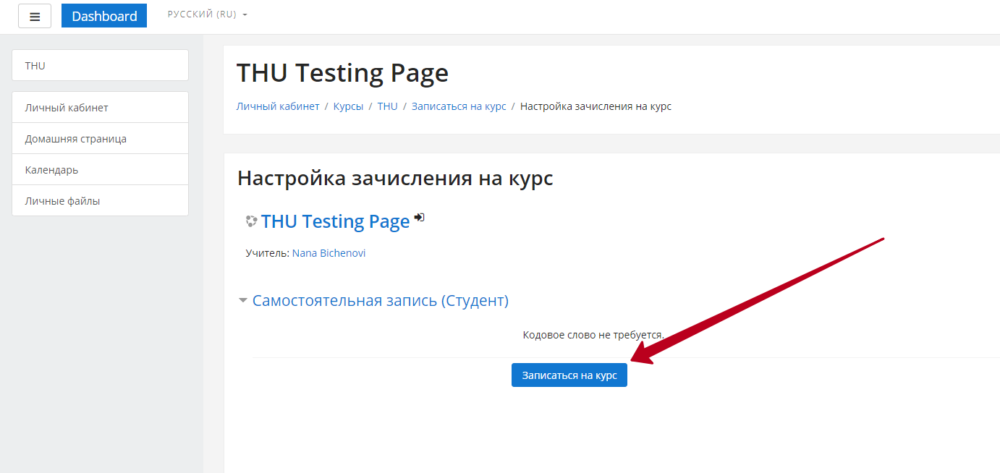 Dashboard
РУССКИЙ (RU)
THU
Личный кабинет
Домашняя страница
Календарь
Личные файлы
THU Testing Page
Личный кабинет / Курсы / THU / Записаться на курс / Настройка зачисления на курс
Настройка зачисления на курс
THU Testing Page
Учитель: Nana Bichenovi
Самостоятельная запись (Студент)
Кодовое слово не требуется.
Записаться на курс